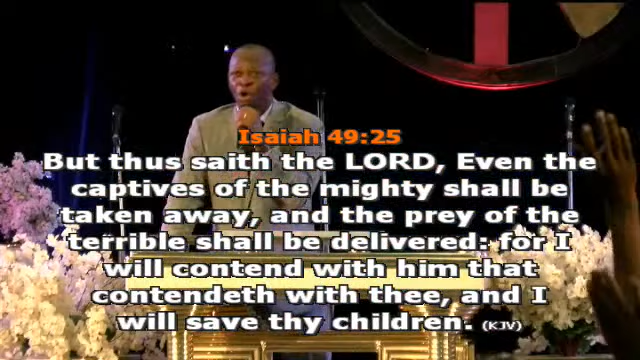 Isaiah 49:25
But thus saith the LORD, Even the
captives of the mighty shall be
taken away, and the prey of the
terrible shall be delivered: for I
will contend with him that
contendeth with thee, and I
will save thy children. (KJV)